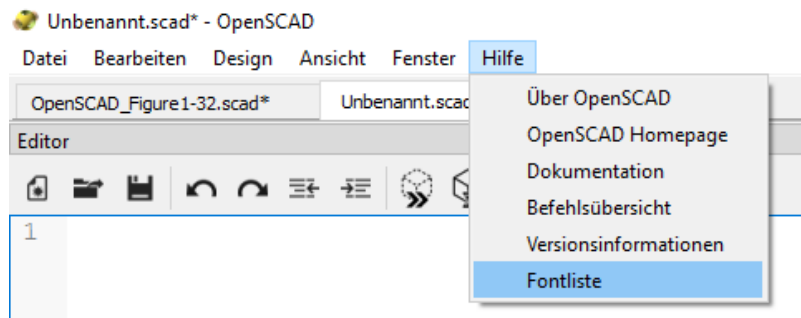 Unbenannt.scad* - OpenSCAD
Datei Bearbeiten Design Ansicht Fenster Hilfe
OpenSCAD_Figure1-32.scad* Unbenannt.scad
Über OpenSCAD
OpenSCAD Homepage
Dokumentation
Befehlsübersicht
Versionsinformationen
Fontliste
Editor
1